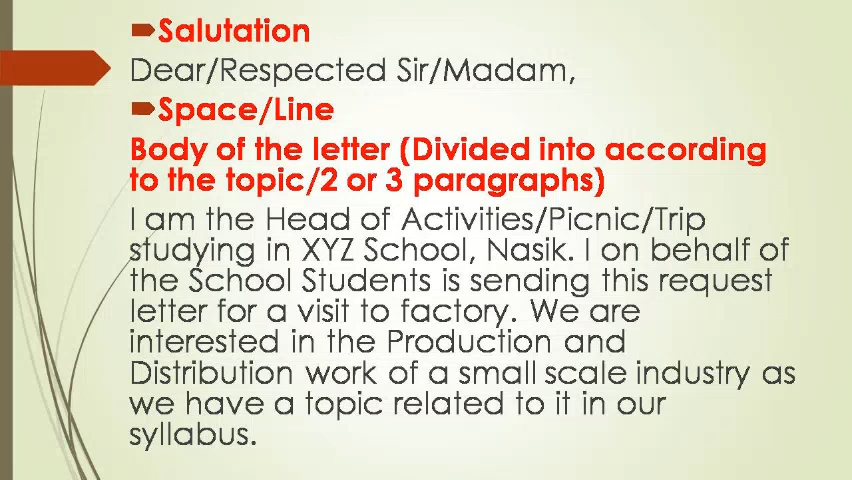 Salutation
Dear/Respected Sir/Madam,
Space/Line
Body of the letter (Divided into according
to the topic/2 or 3 paragraphs)
I am the Head of Activities/Picnic/Trip
studying in XYZ School, Nasik. I on behalf of
the School Students is sending this request
letter for a visit to factory. We are
interested in the Production and
Distribution work of a small scale industry as
we have a topic related to it in our
syllabus.